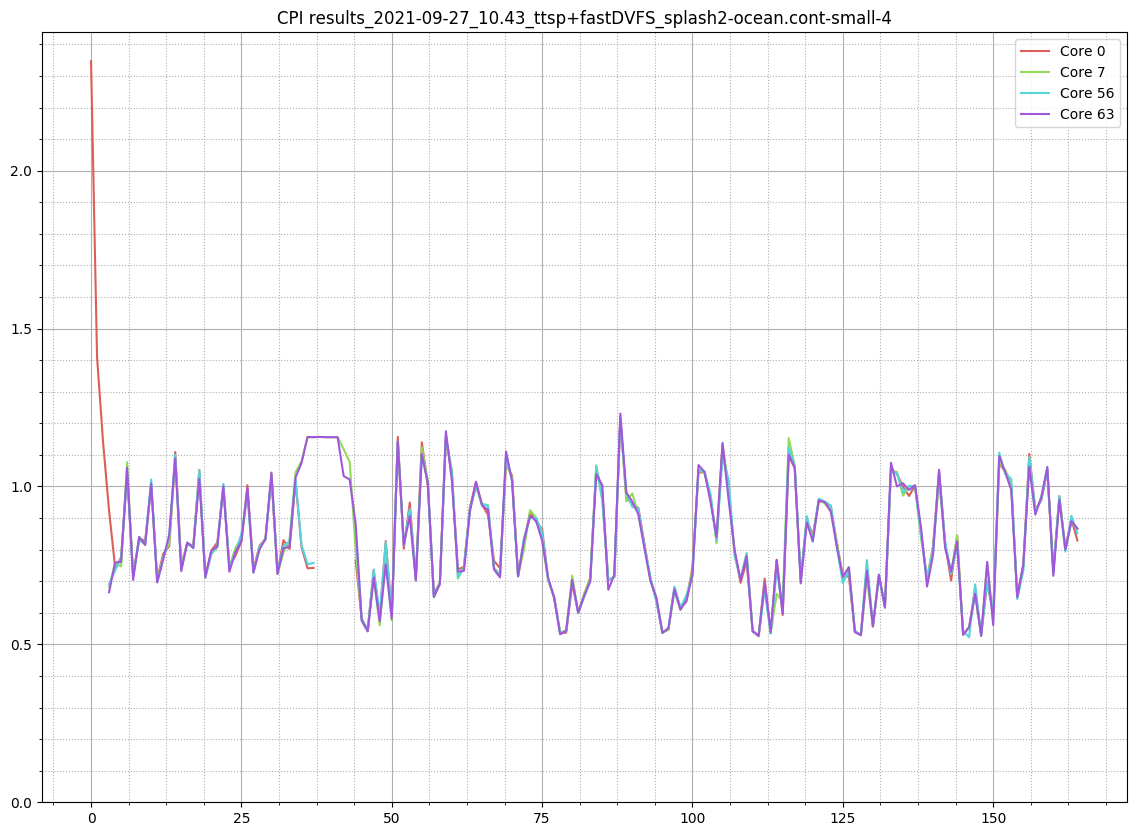 CPI results_2021-09-27_10.43_ttsp+fastDVFS_splash2-ocean.cont-small-4
Core 0
Core 7
Core 56
Core 63
2.0
1.5
1.0
0.5
0.0
0 25 50 75 100 125 150